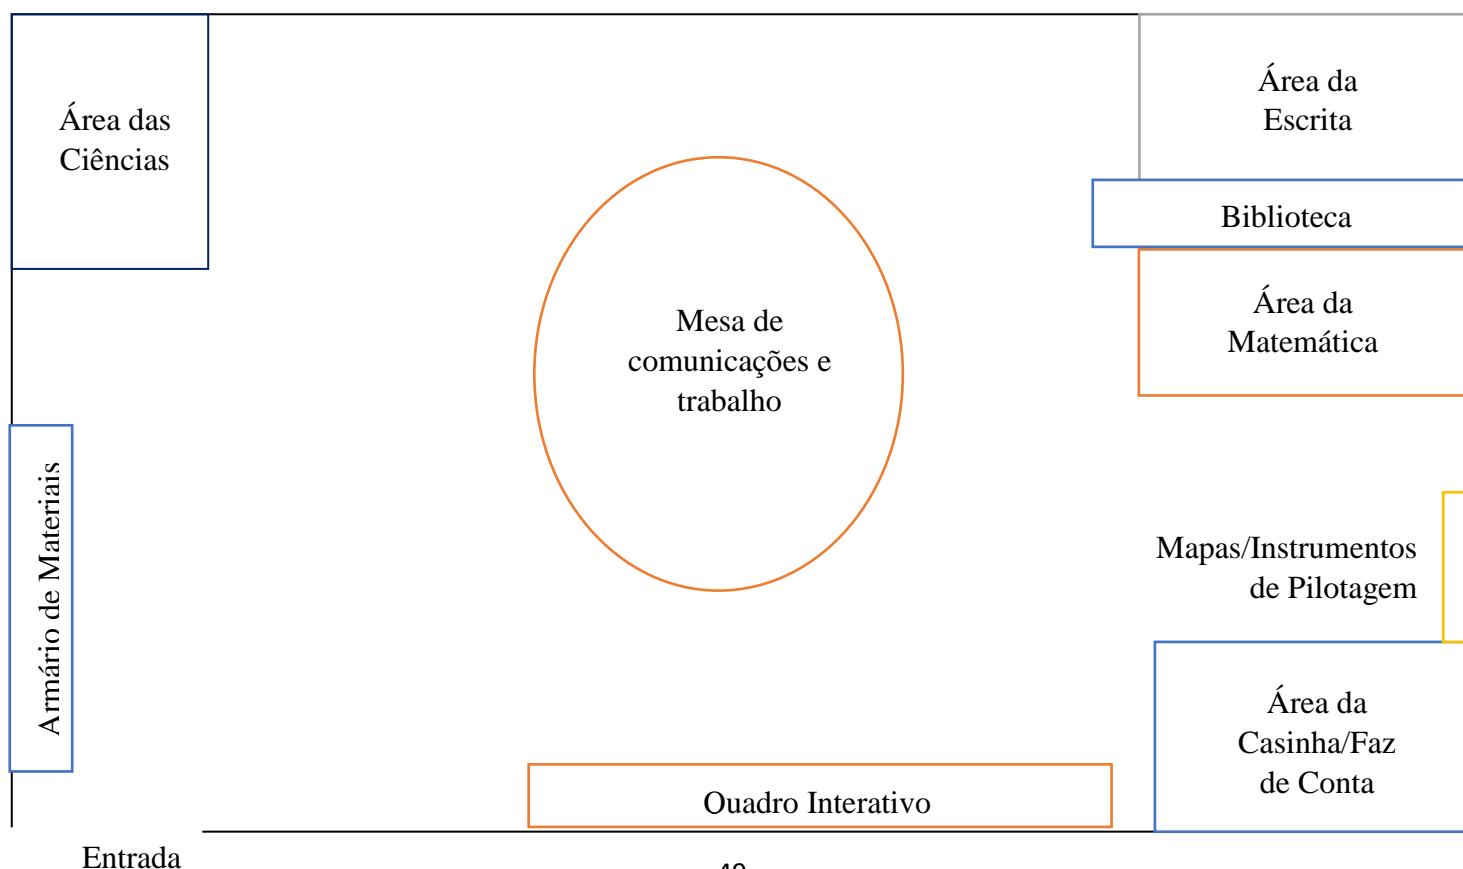 Área das
Ciências
Área da
Escrita
Biblioteca
Mesa de
comunicações e
trabalho
Área da
Matemática
Armário de Materiais
Mapas/Instrumentos
de Pilotagem
Área da
Casinha/Faz
de Conta
Quadro Interativo
Entrada